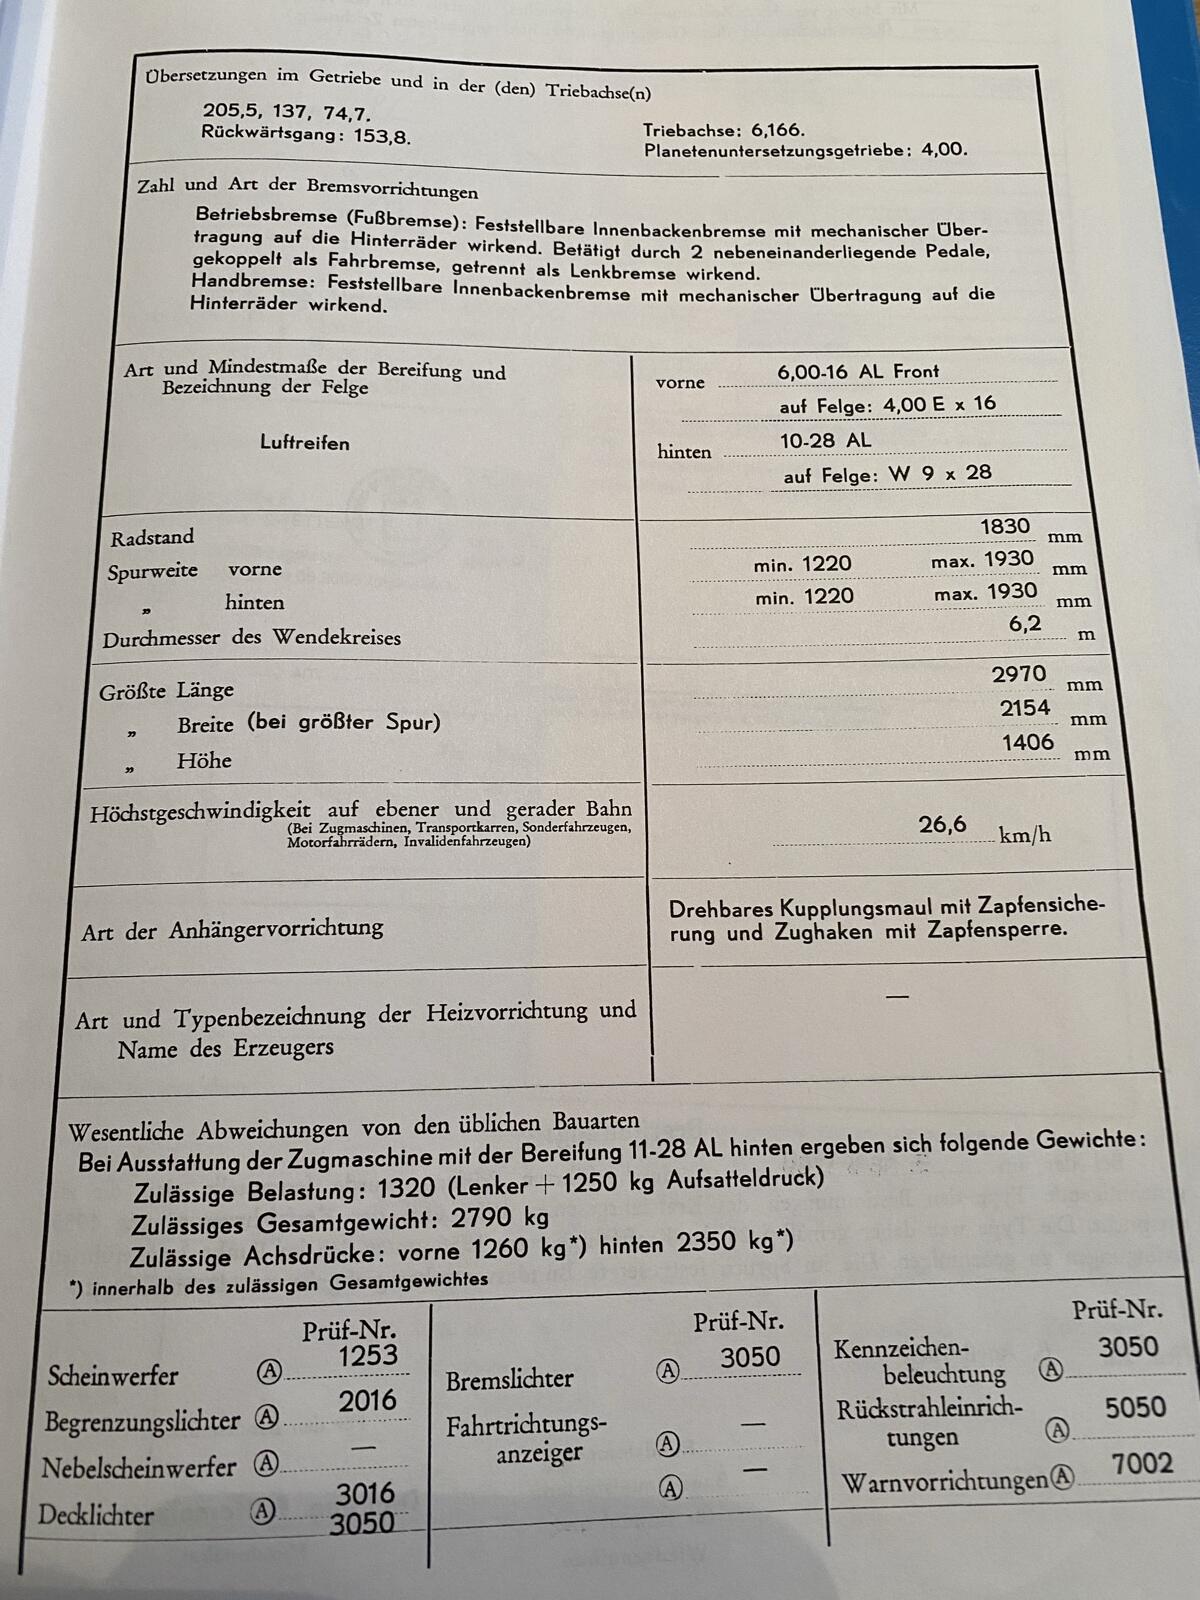 Übersetzungen im Getriebe und in der (den) Triebachse(n)
205,5, 137, 74,7.
Rückwärtsgang: 153,8.
Triebachse: 6,166.
Planetenuntersetzungsgetriebe: 4,00.
Zahl und Art der Bremsvorrichtungen
Betriebsbremse (Fußbremse): Feststellbare Innenbackenbremse mit mechanischer Über-
tragung auf die Hinterräder wirkend. Betätigt durch 2 nebeneinanderliegende Pedale,
gekoppelt als Fahrbremse, getrennt als Lenkbremse wirkend.
Handbremse: Feststellbare Innenbackenbremse mit mechanischer Übertragung auf die
Hinterräder wirkend.
Art und Mindestmaße der Bereifung und
Bezeichnung der Felge
Luftreifen
vorne 6,00-16 AL Front
auf Felge: 4,00 E x 16
hinten 10-28 AL
auf Felge: W 9 x 28
Radstand 1830 mm
Spurweite vorne min. 1220 max. 1930 mm
„ hinten min. 1220 max. 1930 mm
Durchmesser des Wendekreises 6,2 m
Größte Länge 2970 mm
„ Breite (bei größter Spur) 2154 mm
„ Höhe 1406 mm
Höchstgeschwindigkeit auf ebener und gerader Bahn
(Bei Zugmaschinen, Transportkarren, Sonderfahrzeugen,
Motorfahrrädern, Invalidenfahrzeugen)
26,6 km/h
Art der Anhängervorrichtung
Drehbares Kupplungsmaul mit Zapfensiche-
rung und Zughaken mit Zapfensperre.
Art und Typenbezeichnung der Heizvorrichtung und
Name des Erzeugers
—
Wesentliche Abweichungen von den üblichen Bauarten
Bei Ausstattung der Zugmaschine mit der Bereifung 11-28 AL hinten ergeben sich folgende Gewichte:
Zulässige Belastung: 1320 (Lenker + 1250 kg Aufsatteldruck)
Zulässiges Gesamtgewicht: 2790 kg
Zulässige Achsdrücke: vorne 1260 kg*) hinten 2350 kg*)
*) innerhalb des zulässigen Gesamtgewichtes
Prüf-Nr.
Scheinwerfer Ⓐ 1253
Begrenzungslichter Ⓐ 2016
Nebelscheinwerfer Ⓐ —
Decklichter Ⓐ 3016
3050
Prüf-Nr.
Bremslichter Ⓐ 3050
Fahrtrichtungs-
anzeiger Ⓐ —
Ⓐ —
Prüf-Nr.
Kennzeichen-
beleuchtung Ⓐ 3050
Rückstrahleinrich-
tungen Ⓐ 5050
Warnvorrichtungen Ⓐ 7002